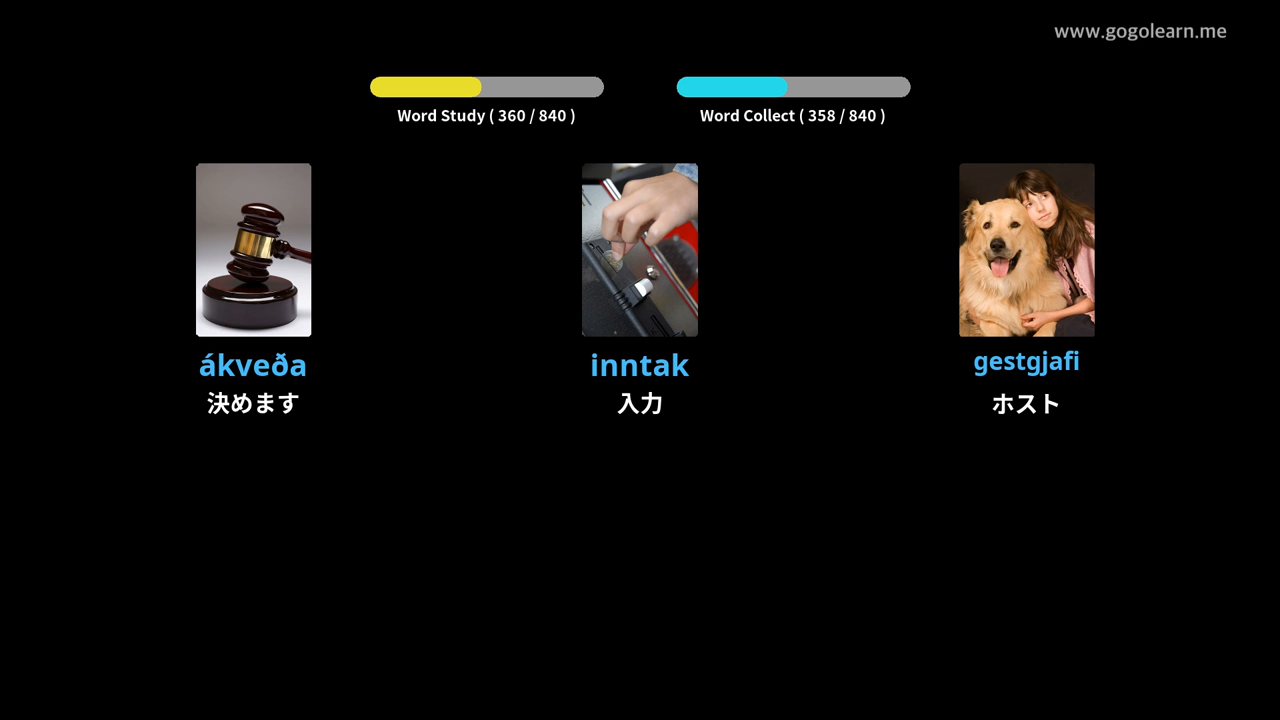 www.gogolearn.me
Word Study ( 360 / 840 )
Word Collect ( 358 / 840 )
ákveða
決めます
inntak
入力
gestgjafi
ホスト